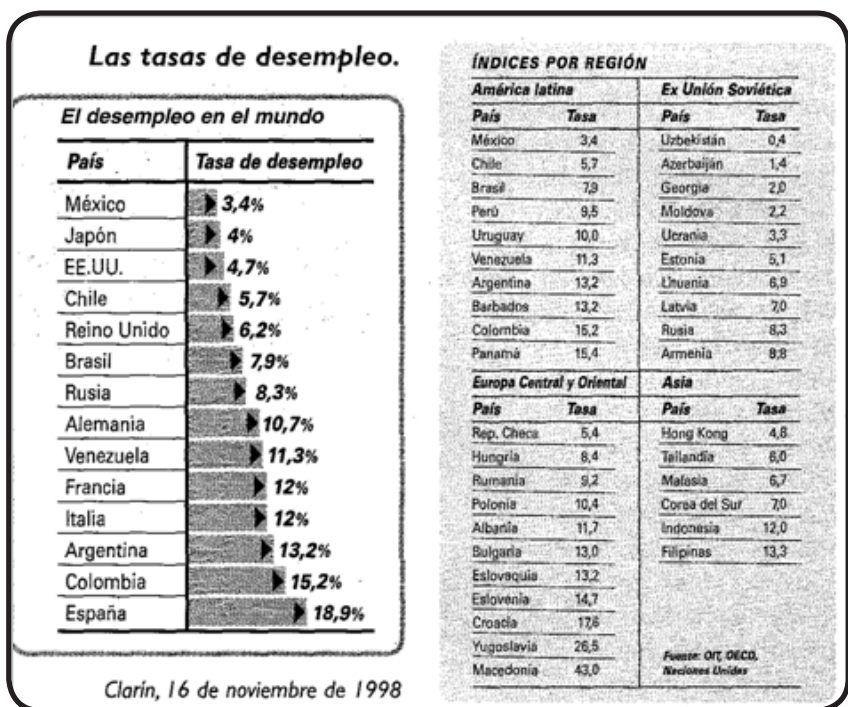 Las tasas de desempleo.
El desempleo en el mundo
País Tasa de desempleo
México 3,4%
Japón 4%
EE.UU. 4,7%
Chile 5,7%
Reino Unido 6,2%
Brasil 7,9%
Rusia 8,3%
Alemania 10,7%
Venezuela 11,3%
Francia 12%
Italia 12%
Argentina 13,2%
Colombia 15,2%
España 18,9%
Clarín, 16 de noviembre de 1998
ÍNDICES POR REGIÓN
América latina
País Tasa
México 3,4
Chile 5,7
Brasil 7,9
Perú 9,5
Uruguay 10,0
Venezuela 11,3
Argentina 13,2
Barbados 13,2
Colombia 15,2
Panamá 15,4
Ex Unión Soviética
País Tasa
Uzbekistán 0,4
Azerbaiján 1,4
Georgia 2,0
Moldova 2,2
Ucrania 3,3
Estonia 5,1
Lituania 6,9
Latvia 7,0
Rusia 8,3
Armenia 8,8
Europa Central y Oriental
País Tasa
Rep. Checa 5,4
Hungría 8,4
Rumania 9,2
Polonia 10,4
Albania 11,7
Bulgaria 13,0
Eslovaquia 13,2
Eslovenia 14,7
Croacia 17,6
Yugoslavia 26,5
Macedonia 43,0
Asia
País Tasa
Hong Kong 4,8
Tailandia 6,0
Malasia 6,7
Corea del Sur 7,0
Indonesia 12,0
Filipinas 13,3
Fuente: OIT, OECD,
Naciones Unidas